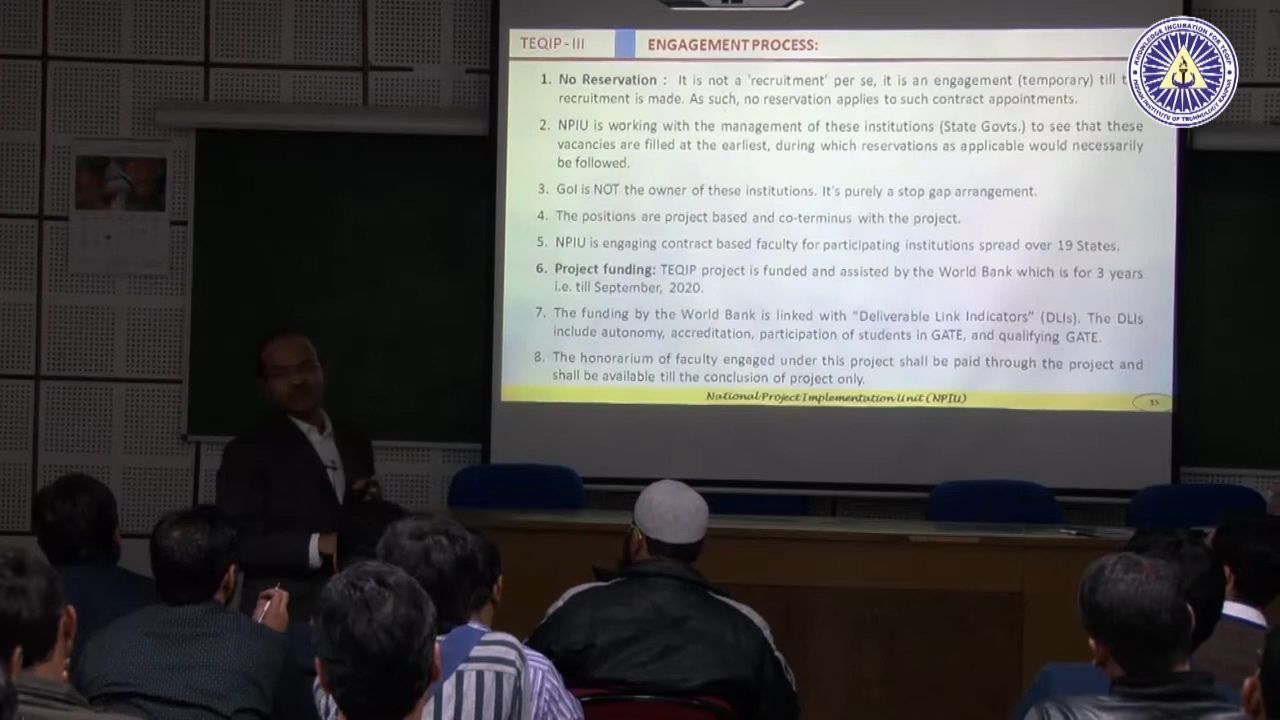 TEQIP - III
ENGAGEMENT PROCESS:
1. No Reservation : It is not a 'recruitment' per se, it is an engagement (temporary) till
recruitment is made. As such, no reservation applies to such contract appointments.
2. NPIU is working with the management of these institutions (State Govts.) to see that these
vacancies are filled at the earliest, during which reservations as applicable would necessarily
be followed.
3. GoI is NOT the owner of these institutions. It's purely a stop gap arrangement.
4. The positions are project based and co-terminus with the project.
5. NPIU is engaging contract based faculty for participating institutions spread over 19 States.
6. Project funding: TEQIP project is funded and assisted by the World Bank which is for 3 years
i.e. till September, 2020.
7. The funding by the World Bank is linked with "Deliverable Link Indicators" (DLIs). The DLIs
include autonomy, accreditation, participation of students in GATE, and qualifying GATE.
8. The honorarium of faculty engaged under this project shall be paid through the project and
shall be available till the conclusion of project only.
National Project Implementation Unit (NPIU)
KNOWLEDGE INCUBATION FOR TEQIP
INDIAN INSTITUTE OF TECHNOLOGY KANPUR